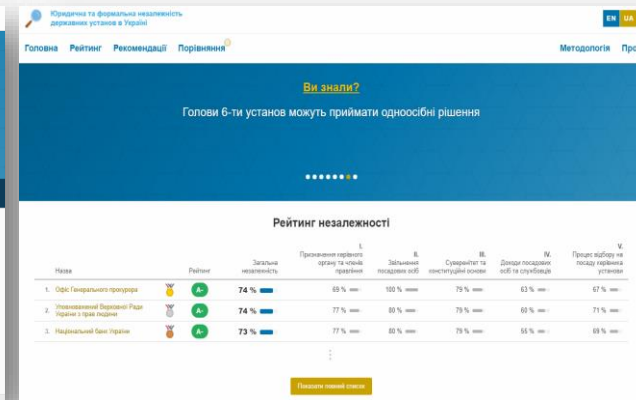 Юридична та формальна незалежність
державних установ в Україні
EN UA
Головна Рейтинг Рекомендації Порівняння
Методологія Про
Ви знали?
Голови 6-ти установ можуть приймати одноосібні рішення
Рейтинг незалежності
Назва
Рейтинг
Загальна
незалежність
I.
Призначення керівного
органу та членів
правління
II.
Звільнення
посадових осіб
III.
Суверенітет та
конституційні основи
IV.
Доходи посадових
осіб та службовців
V.
Процес відбору на
посаду керівника
установи
1. Офіс Генерального прокурора A- 74 % 69 % 100 % 79 % 63 % 67 %
2. Уповноважений Верховної Ради
України з прав людини A- 74 % 77 % 80 % 79 % 60 % 71 %
3. Національний банк України A- 73 % 77 % 80 % 79 % 55 % 69 %
Показати повний список